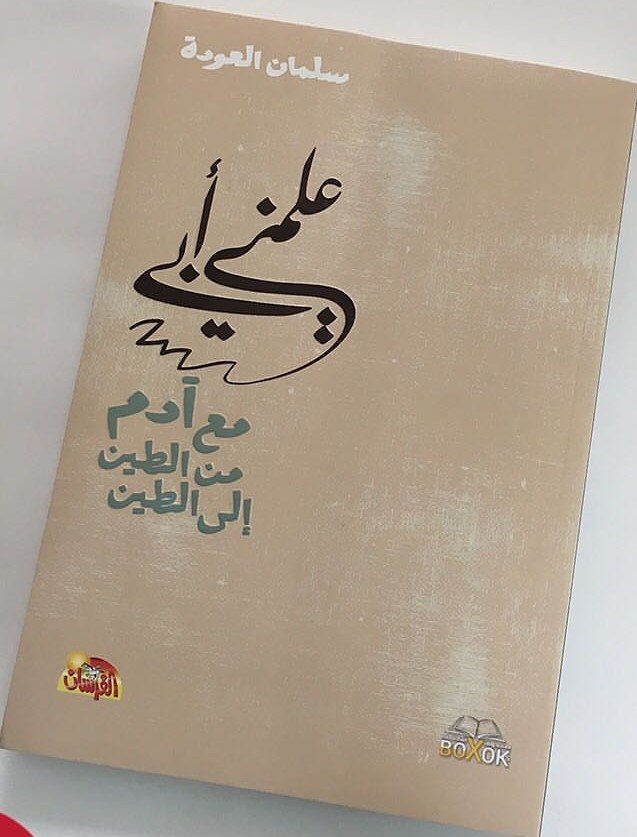 سلمان العودة
علمني أبي
مع آدم
من الطين
إلى الطين
الفرسان
BOXOK